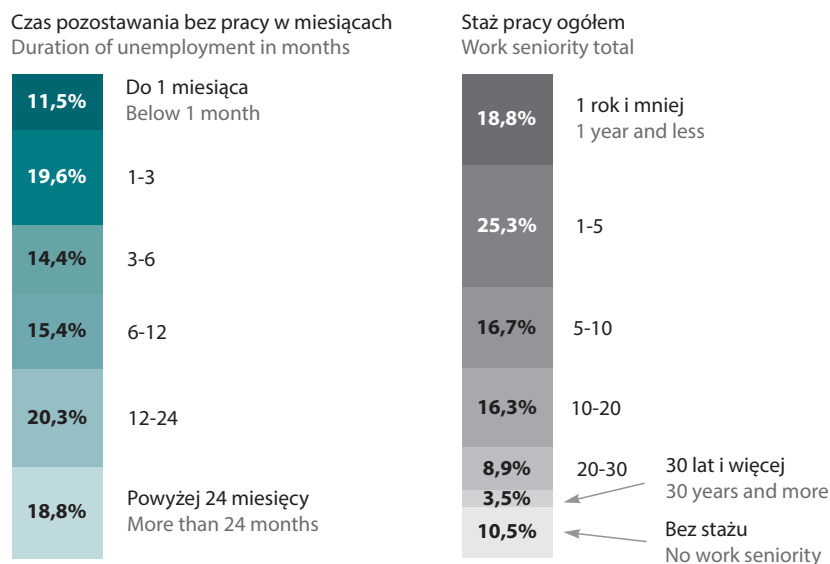 Czas pozostawania bez pracy w miesiącach
Duration of unemployment in months
11,5%
Do 1 miesiąca
Below 1 month
19,6%
1-3
14,4%
3-6
15,4%
6-12
20,3%
12-24
18,8%
Powyżej 24 miesięcy
More than 24 months
Staż pracy ogółem
Work seniority total
18,8%
1 rok i mniej
1 year and less
25,3%
1-5
16,7%
5-10
16,3%
10-20
8,9%
20-30
3,5%
30 lat i więcej
30 years and more
10,5%
Bez stażu
No work seniority